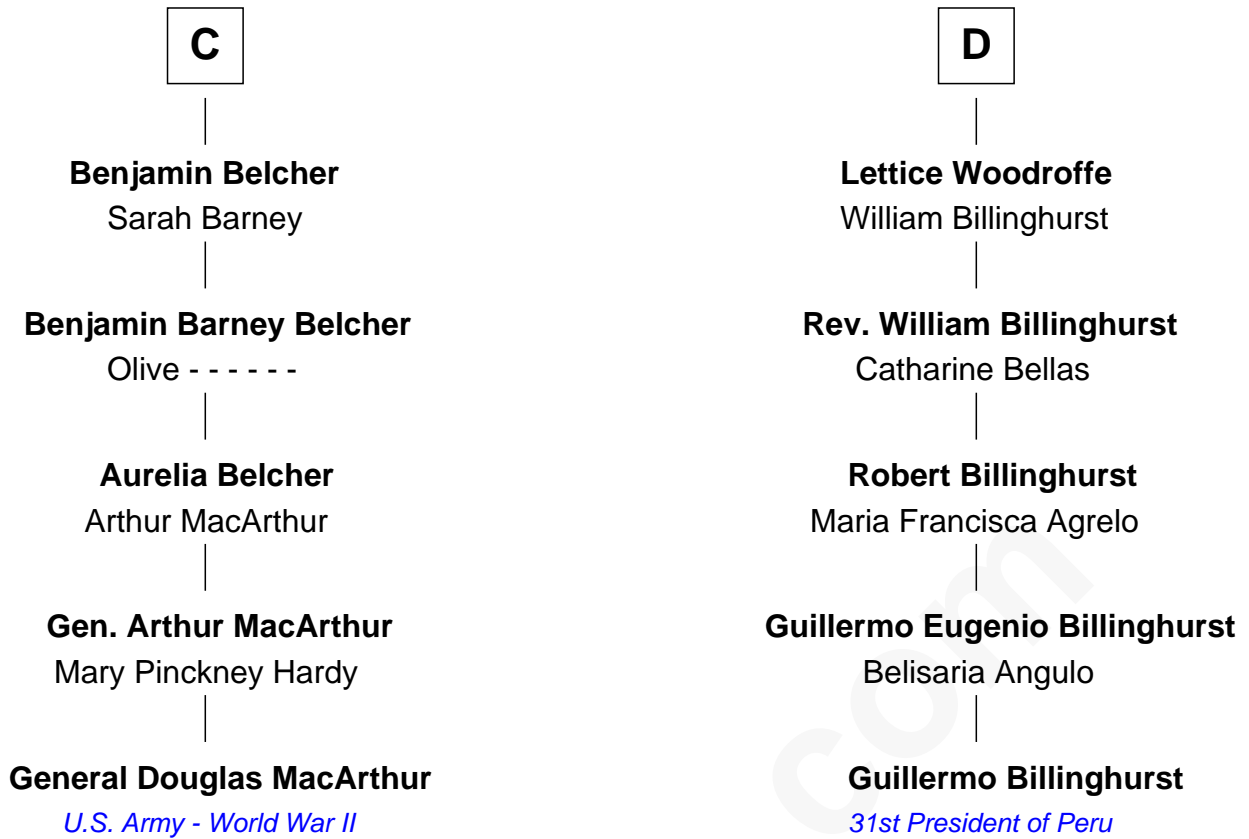 C
Benjamin Belcher
Sarah Barney
Benjamin Barney Belcher
Olive - - - - - -
Aurelia Belcher
Arthur MacArthur
Gen. Arthur MacArthur
Mary Pinckney Hardy
General Douglas MacArthur
U.S. Army - World War II
D
Lettice Woodroffe
William Billinghurst
Rev. William Billinghurst
Catharine Bellas
Robert Billinghurst
Maria Francisca Agrelo
Guillermo Eugenio Billinghurst
Belisaria Angulo
Guillermo Billinghurst
31st President of Peru
com